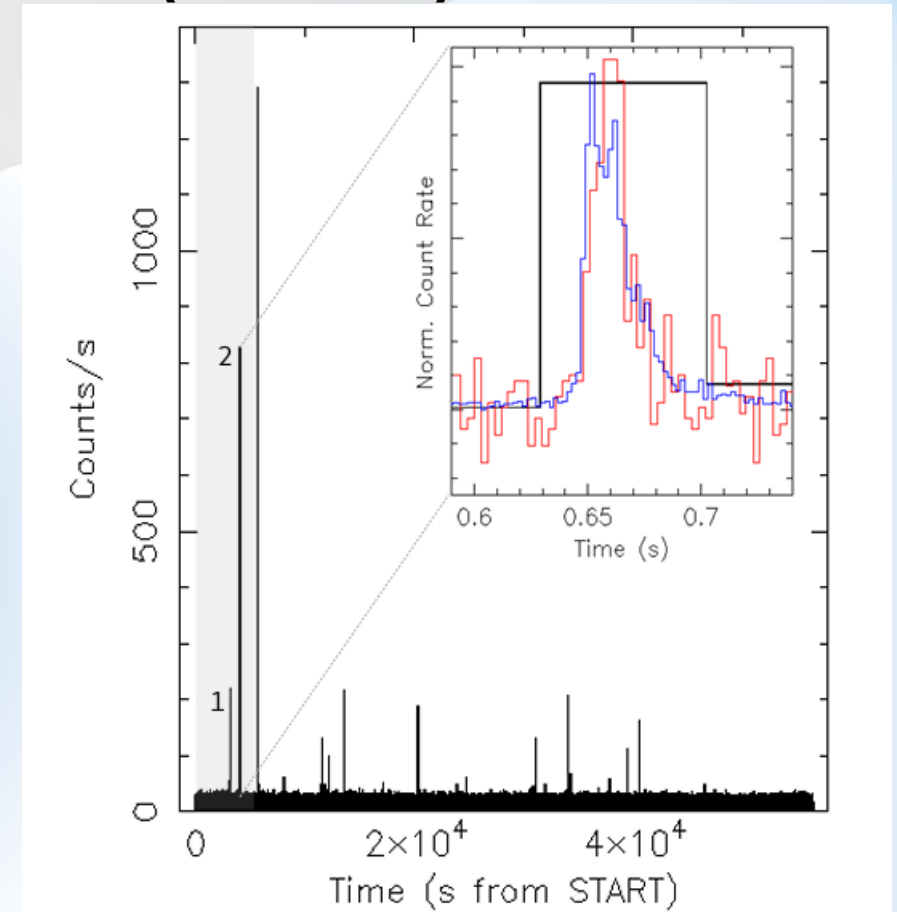 1000
500
0
Counts/s
2
1
0
2×10⁴
4×10⁴
Time (s from START)
Norm. Count Rate
0.6
0.65
0.7
Time (s)